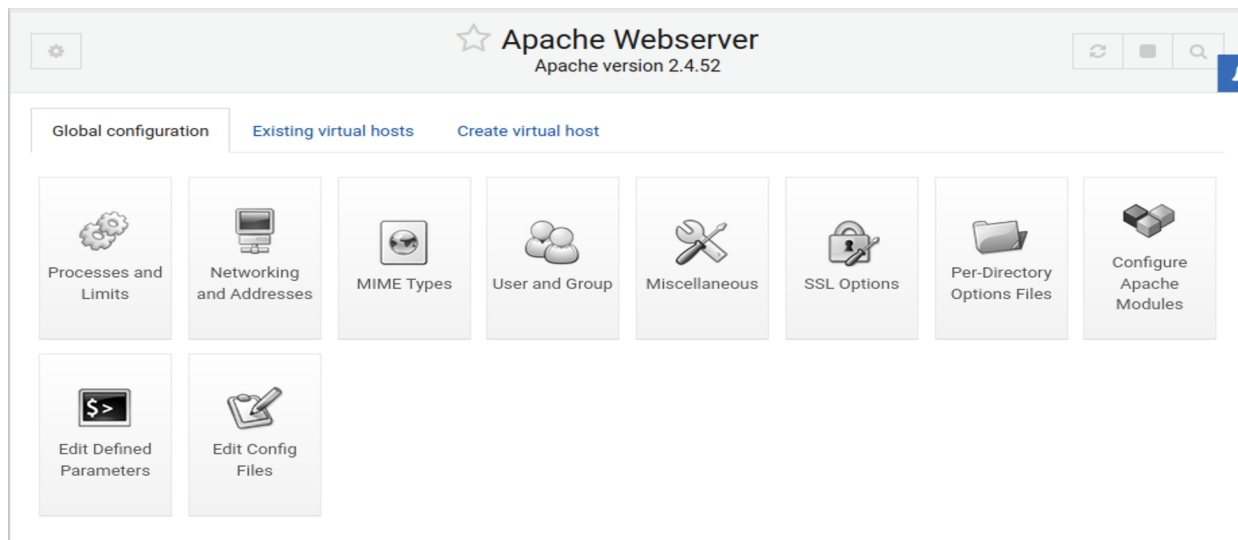 Apache Webserver
Apache version 2.4.52
Global configuration
Existing virtual hosts
Create virtual host
Processes and
Limits
Networking
and Addresses
MIME Types
User and Group
Miscellaneous
SSL Options
Per-Directory
Options Files
Configure
Apache
Modules
$>
Edit Defined
Parameters
Edit Config
Files